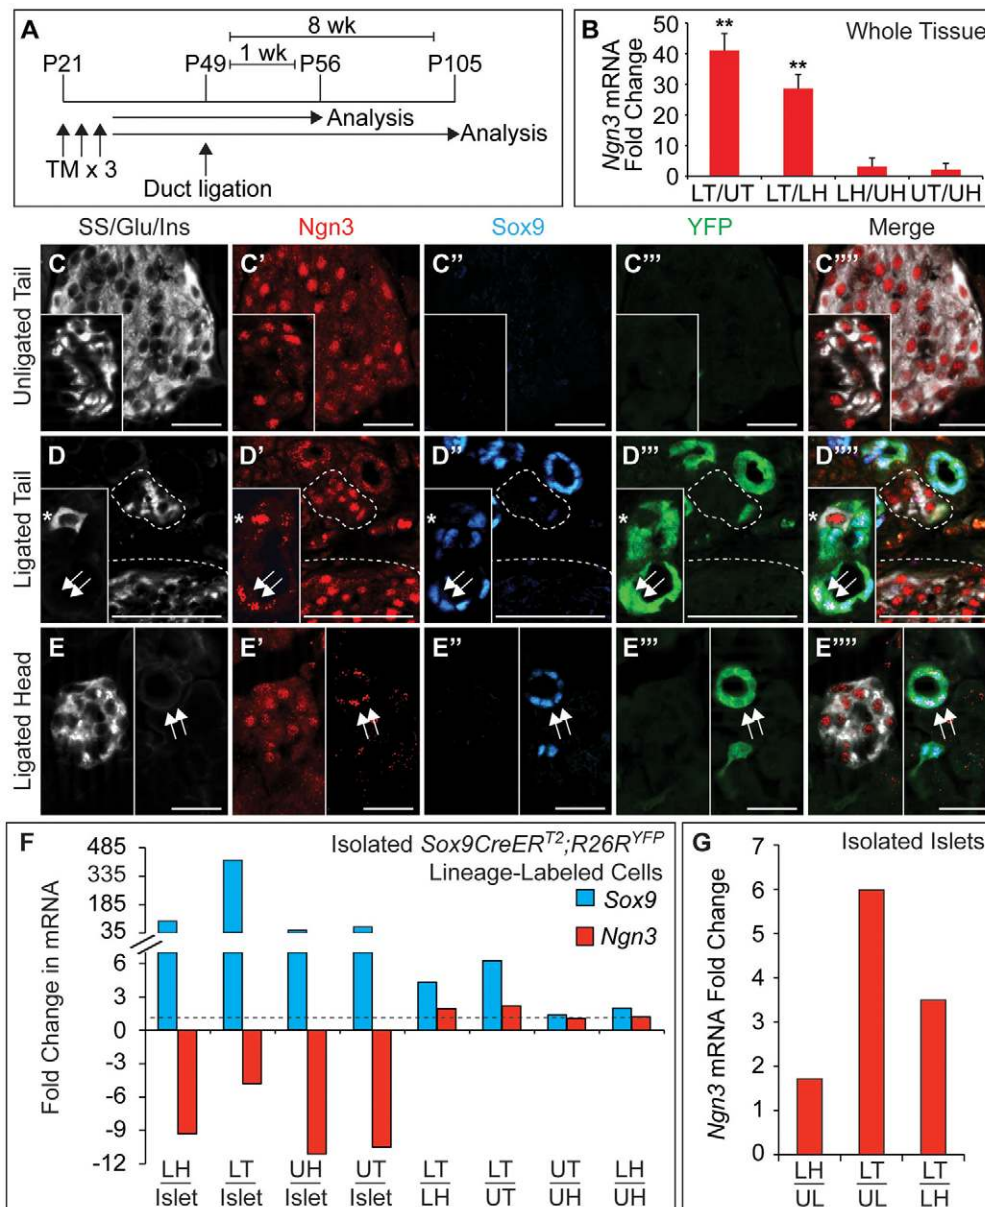 A
8 wk
1 wk
P21 P49 P56 P105
Analysis
Analysis
TM x 3
Duct ligation
B
Whole Tissue
Ngn3 mRNA
Fold Change
50
40
30
20
10
0
** **
LT/UT LT/LH LH/UH UT/UH
SS/Glu/Ins Ngn3 Sox9 YFP Merge
Unligated Tail
C C' C'' C''' C''''
Ligated Tail
D D' D'' D''' D''''
* * * * *
Ligated Head
E E' E'' E''' E''''
F
Isolated Sox9CreERT2;R26RYFP
Lineage-Labeled Cells
Sox9
Ngn3
Fold Change in mRNA
485
335
185
35
6
3
0
-3
-6
-9
-12
LH LT UH UT LT LT UT LH
Islet Islet Islet Islet LH UT UH UH
G
Isolated Islets
Ngn3 mRNA Fold Change
7
6
5
4
3
2
1
0
LH LT LT
UL UL LH